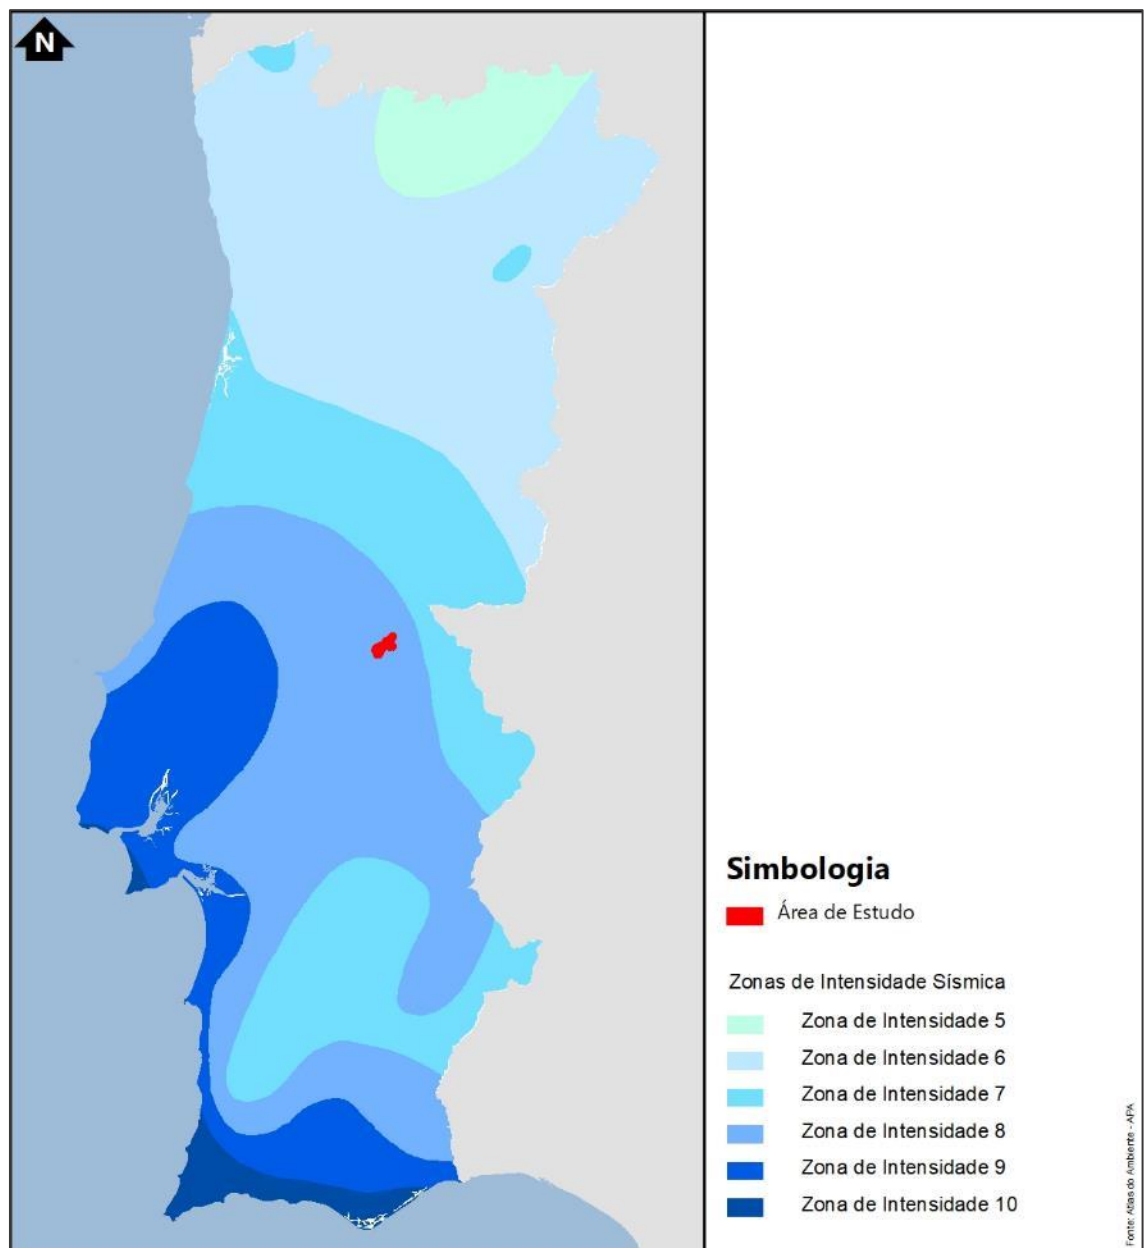 N
Simbologia
Área de Estudo
Zonas de Intensidade Sísmica
Zona de Intensidade 5
Zona de Intensidade 6
Zona de Intensidade 7
Zona de Intensidade 8
Zona de Intensidade 9
Zona de Intensidade 10
Fonte: Atlas do Ambiente - APA